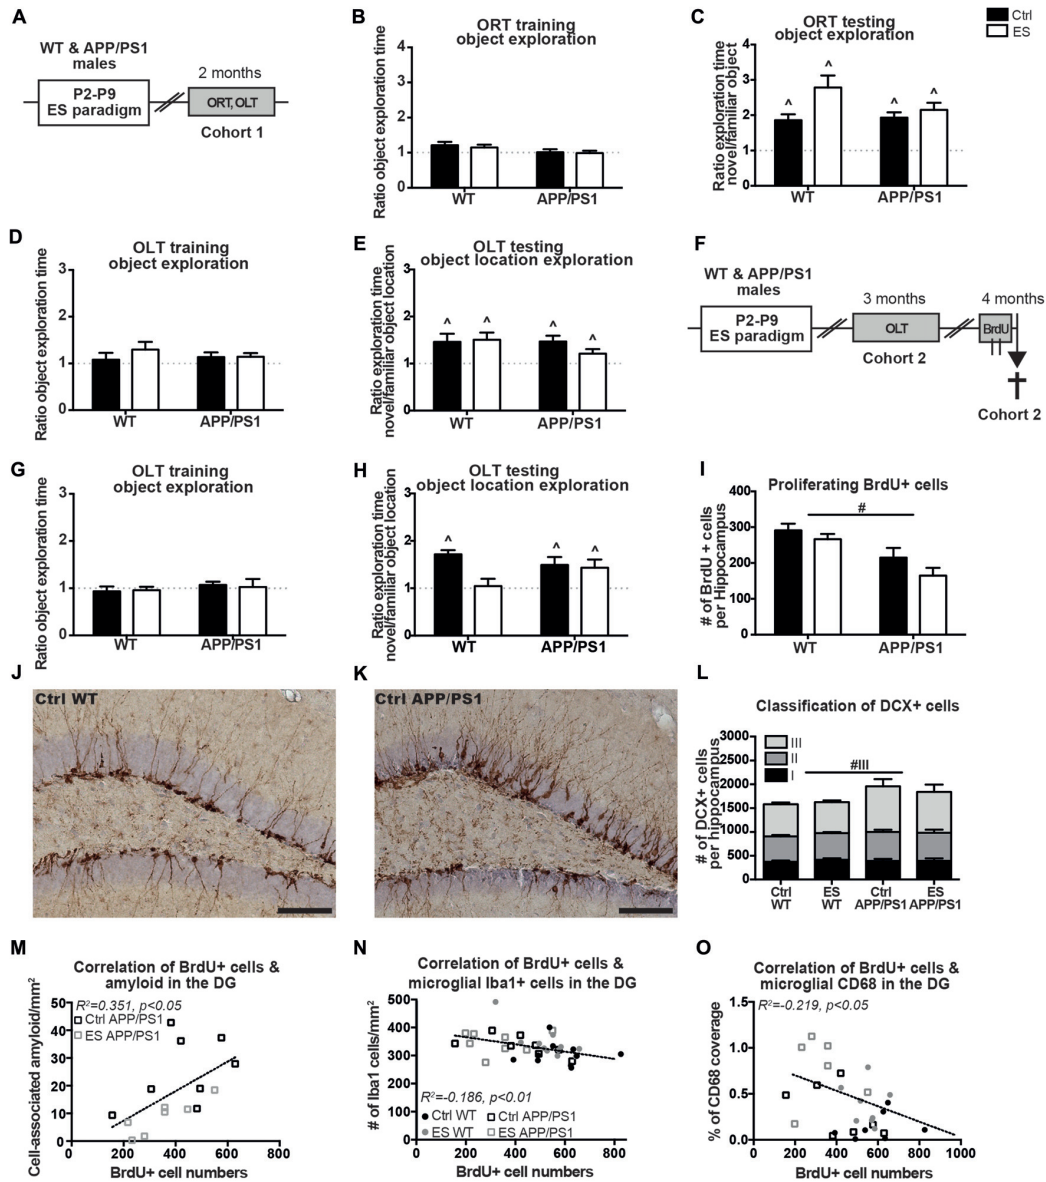 A
WT & APP/PS1
males
P2-P9
ES paradigm
2 months
ORT, OLT
Cohort 1
B
ORT training
object exploration
Ratio object exploration time
4
3
2
1
0
WT
APP/PS1
C
ORT testing
object exploration
Ratio exploration time
novel/familiar object
4
3
2
1
0
^
^
^
^
WT
APP/PS1
Ctrl
ES
D
OLT training
object exploration
Ratio object exploration time
3
2
1
0
WT
APP/PS1
E
OLT testing
object location exploration
Ratio exploration time
novel/familiar object location
3
2
1
0
^
^
^
^
WT
APP/PS1
F
WT & APP/PS1
males
P2-P9
ES paradigm
3 months
OLT
Cohort 2
4 months
BrdU
Cohort 2
G
OLT training
object exploration
Ratio object exploration time
3
2
1
0
WT
APP/PS1
H
OLT testing
object location exploration
Ratio exploration time
novel/familiar object location
3
2
1
0
^
^
^
WT
APP/PS1
I
Proliferating BrdU+ cells
# of BrdU + cells
per Hippocampus
400
300
200
100
0
#
WT
APP/PS1
J
Ctrl WT
K
Ctrl APP/PS1
L
Classification of DCX+ cells
# of DCX+ cells
per hippocampus
3000
2500
2000
1500
1000
500
0
III
II
I
#III
Ctrl
WT
ES
WT
Ctrl
APP/PS1
ES
APP/PS1
M
Correlation of BrdU+ cells &
amyloid in the DG
R²=0.351, p<0.05
Ctrl APP/PS1
ES APP/PS1
Cell-associated amyloid/mm²
50
40
30
20
10
0
0
200
400
600
800
BrdU+ cell numbers
N
Correlation of BrdU+ cells &
microglial Iba1+ cells in the DG
# of Iba1 cells/mm²
500
400
300
200
100
0
R²=-0.186, p<0.01
Ctrl WT
Ctrl APP/PS1
ES WT
ES APP/PS1
0
200
400
600
800
BrdU+ cell numbers
O
Correlation of BrdU+ cells &
microglial CD68 in the DG
R²=-0.219, p<0.05
% of CD68 coverage
1.5
1.0
0.5
0.0
0
200
400
600
800
1000
BrdU+ cell numbers